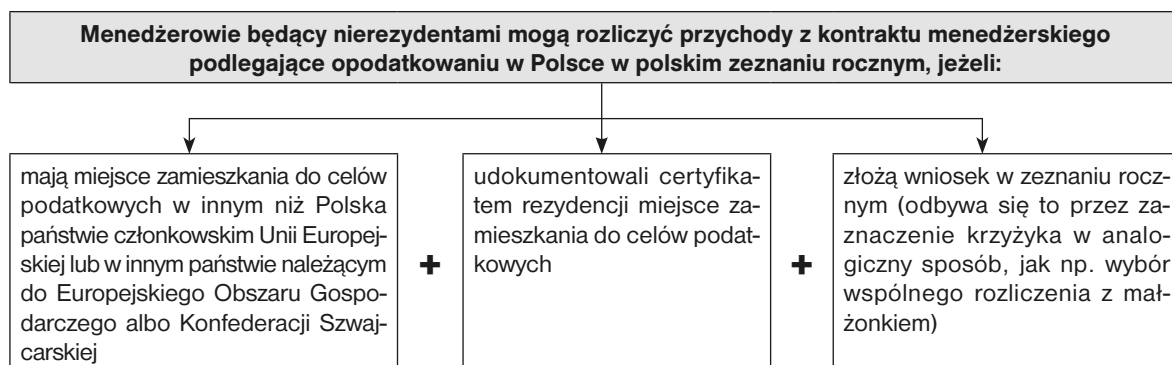 Menedżerowie będący nierezydentami mogą rozliczyć przychody z kontraktu menedżerskiego
podlegające opodatkowaniu w Polsce w polskim zeznaniu rocznym, jeżeli:
mają miejsce zamieszkania do celów
podatkowych w innym niż Polska
państwie członkowskim Unii Europej-
skiej lub w innym państwie należącym
do Europejskiego Obszaru Gospo-
darczego albo Konfederacji Szwaj-
carskiej
+
udokumentowali certyfika-
tem rezydencji miejsce za-
mieszkania do celów podat-
kowych
+
złożą wniosek w zeznaniu rocz-
nym (odbywa się to przez za-
znaczenie krzyżyka w analo-
giczny sposób, jak np. wybór
wspólnego rozliczenia z mał-
żonkiem)